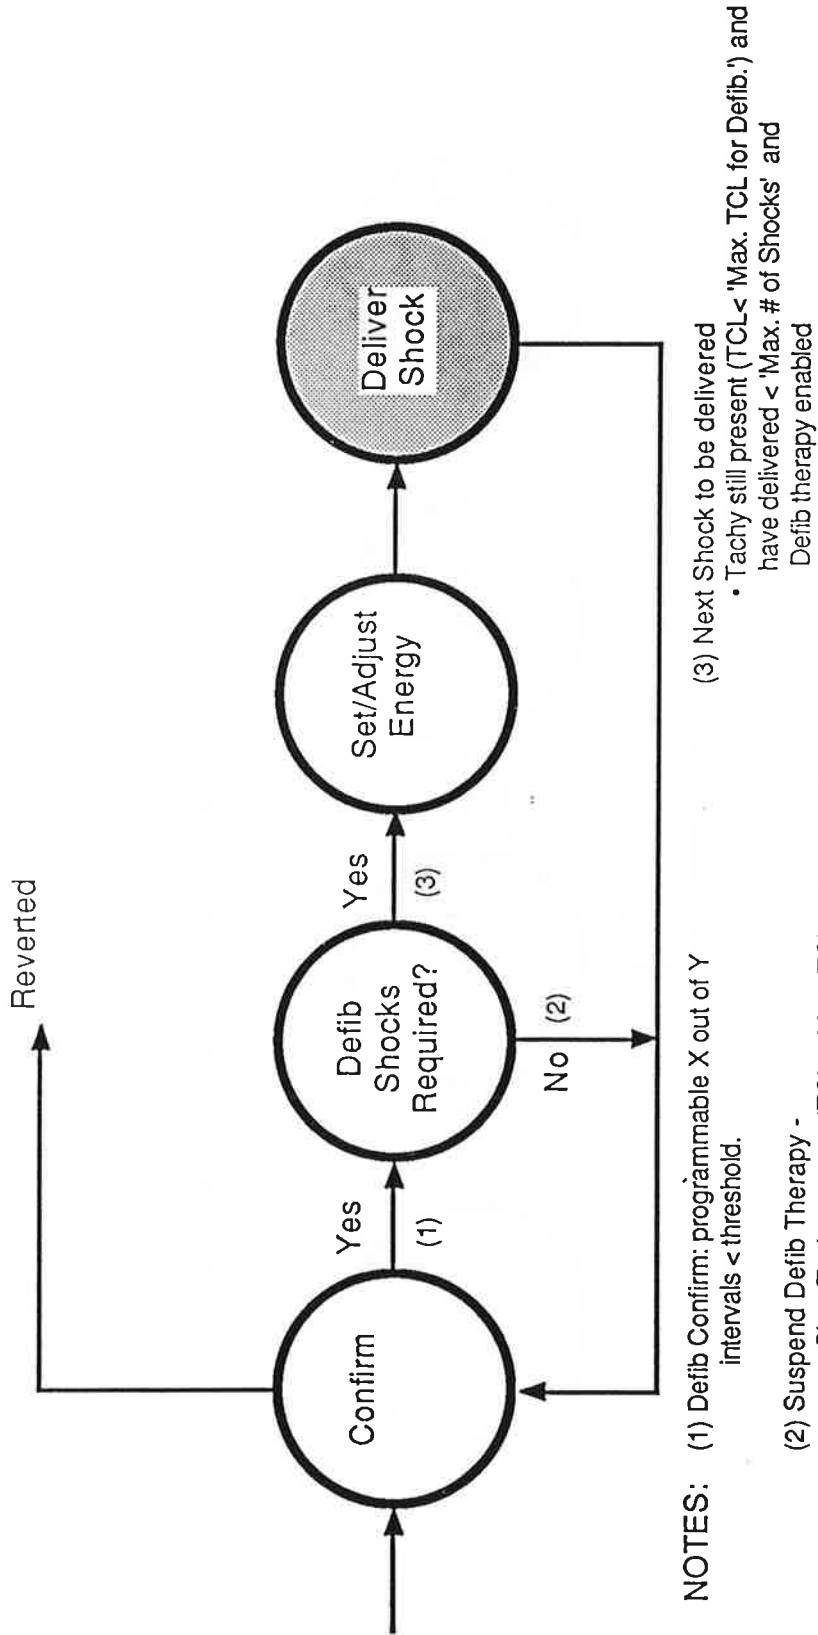 Reverted
Confirm
Yes
(1)
Defib
Shocks
Required?
Yes
(3)
No
(2)
Set/Adjust
Energy
Deliver
Shock
NOTES:
(1) Defib Confirm: programmable X out of Y
intervals < threshold.
(2) Suspend Defib Therapy -
(3) Next Shock to be delivered
• Tachy still present (TCL< 'Max. TCL for Defib.') and
have delivered < 'Max. # of Shocks' and
Defib therapy enabled